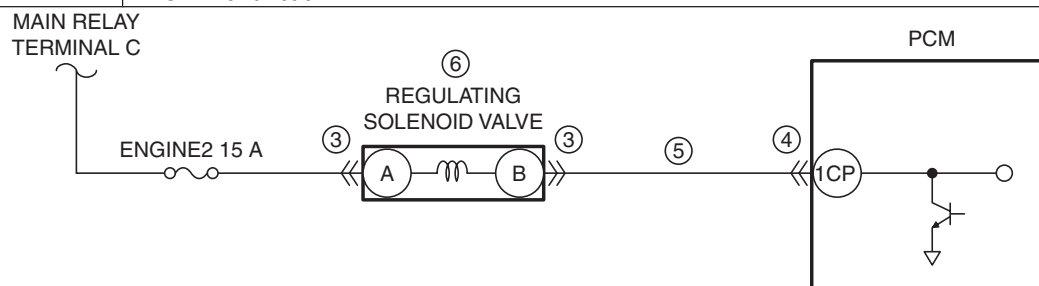 MAIN RELAY
TERMINAL C
PCM
6
REGULATING
SOLENOID VALVE
3
3
4
ENGINE2 15 A
5
A
B
1CP